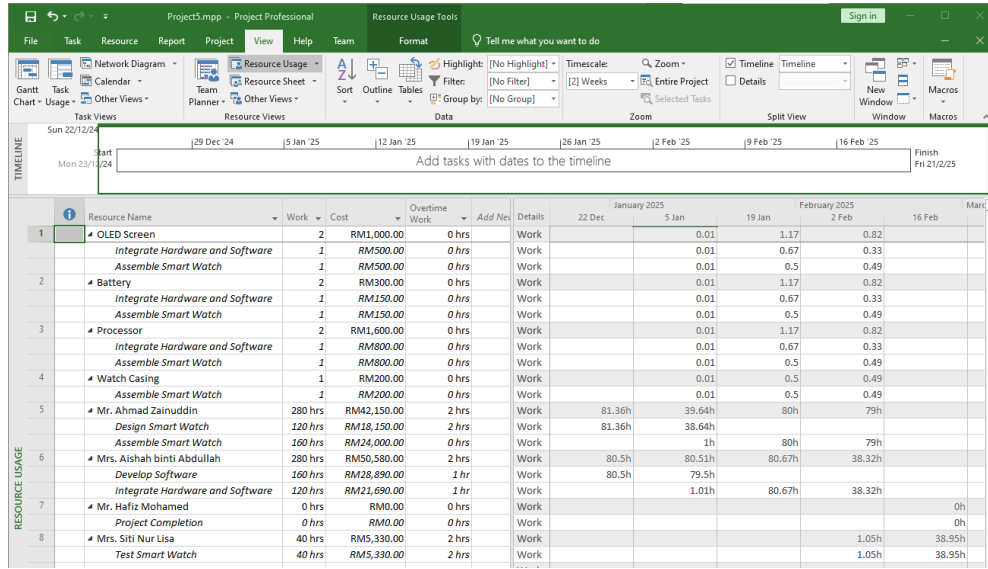 Project5.mpp - Project Professional
Resource Usage Tools
Sign in
File Task Resource Report Project View Help Team Format Tell me what you want to do
Network Diagram Resource Usage Highlight: [No Highlight] Timescale: Zoom Timeline Timeline
Calendar Resource Sheet Filter: [No Filter] [2] Weeks Entire Project Details
Gantt Chart Task Usage Other Views Team Planner Other Views Sort Outline Tables Group by: [No Group] Selected Tasks New Window Macros
Task Views Resource Views Data Zoom Split View Window Macros
TIMELINE
Sun 22/12/24
29 Dec '24 5 Jan '25 12 Jan '25 19 Jan '25 26 Jan '25 2 Feb '25 9 Feb '25 16 Feb '25
Start
Mon 23/12/24
Add tasks with dates to the timeline
Finish
Fri 21/2/25
RESOURCE USAGE
January 2025 February 2025 Marc
Resource Name Work Cost Overtime Work Add Nev Details 22 Dec 5 Jan 19 Jan 2 Feb 16 Feb
1 OLED Screen 2 RM1,000.00 0 hrs Work 0.01 1.17 0.82
Integrate Hardware and Software 1 RM500.00 0 hrs Work 0.01 0.67 0.33
Assemble Smart Watch 1 RM500.00 0 hrs Work 0.01 0.5 0.49
2 Battery 2 RM300.00 0 hrs Work 0.01 1.17 0.82
Integrate Hardware and Software 1 RM150.00 0 hrs Work 0.01 0.67 0.33
Assemble Smart Watch 1 RM150.00 0 hrs Work 0.01 0.5 0.49
3 Processor 2 RM1,600.00 0 hrs Work 0.01 1.17 0.82
Integrate Hardware and Software 1 RM800.00 0 hrs Work 0.01 0.67 0.33
Assemble Smart Watch 1 RM800.00 0 hrs Work 0.01 0.5 0.49
4 Watch Casing 1 RM200.00 0 hrs Work 0.01 0.5 0.49
Assemble Smart Watch 1 RM200.00 0 hrs Work 0.01 0.5 0.49
5 Mr. Ahmad Zainuddin 280 hrs RM42,150.00 2 hrs Work 81.36h 39.64h 80h 79h
Design Smart Watch 120 hrs RM18,150.00 2 hrs Work 81.36h 38.64h
Assemble Smart Watch 160 hrs RM24,000.00 0 hrs Work 1h 80h 79h
6 Mrs. Aishah binti Abdullah 280 hrs RM50,580.00 2 hrs Work 80.5h 80.51h 80.67h 38.32h
Develop Software 160 hrs RM28,890.00 1 hr Work 80.5h 79.5h
Integrate Hardware and Software 120 hrs RM21,690.00 1 hr Work 1.01h 80.67h 38.32h
7 Mr. Hafiz Mohamed 0 hrs RM0.00 0 hrs Work 0h
Project Completion 0 hrs RM0.00 0 hrs Work 0h
8 Mrs. Siti Nur Lisa 40 hrs RM5,330.00 2 hrs Work 1.05h 38.95h
Test Smart Watch 40 hrs RM5,330.00 2 hrs Work 1.05h 38.95h